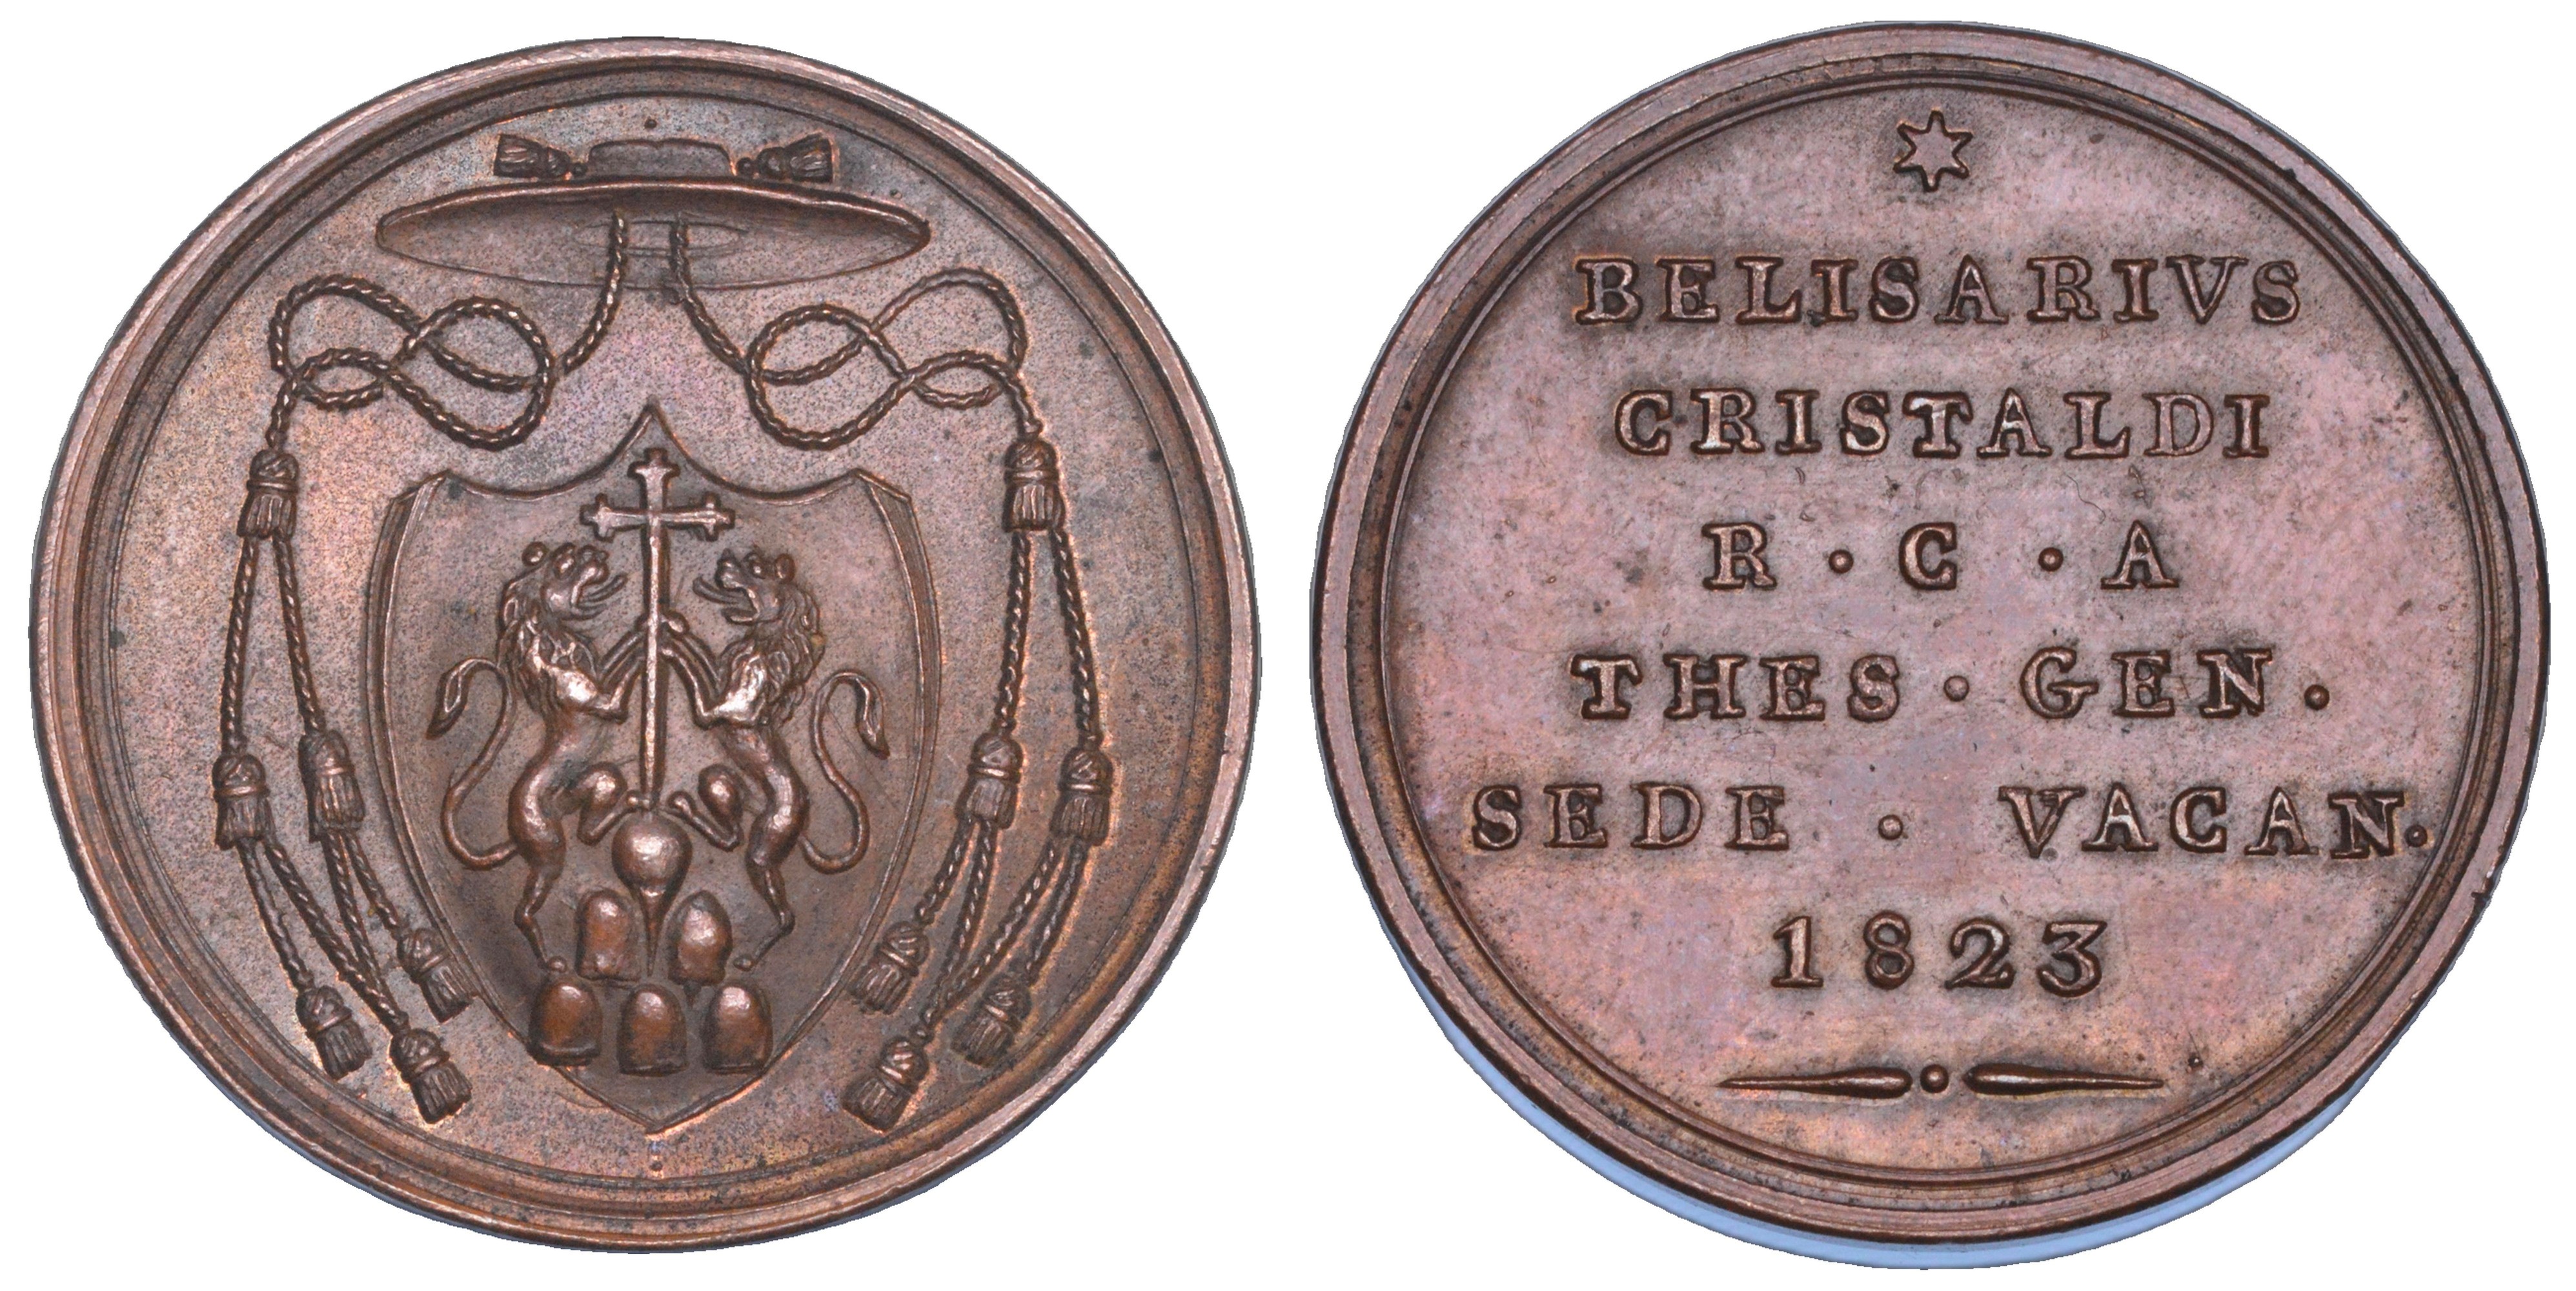 BELISARIVS
CRISTALDI
R · C · A
THES · GEN.
SEDE · VACAN.
1823